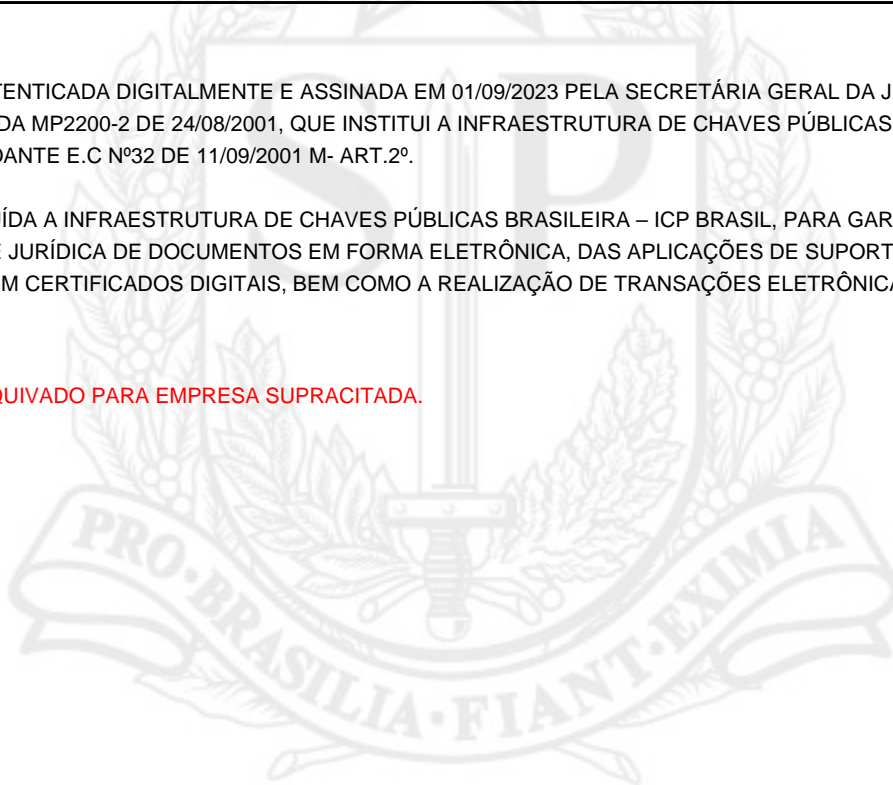 TENTICADA DIGITALMENTE E ASSINADA EM 01/09/2023 PELA SECRETÁRIA GERAL DA J
DA MP2200-2 DE 24/08/2001, QUE INSTITUI A INFRAESTRUTURA DE CHAVES PÚBLICAS
DANTE E.C Nº32 DE 11/09/2001 M- ART.2º.
UÍDA A INFRAESTRUTURA DE CHAVES PÚBLICAS BRASILEIRA – ICP BRASIL, PARA GAR
E JURÍDICA DE DOCUMENTOS EM FORMA ELETRÔNICA, DAS APLICAÇÕES DE SUPORT
M CERTIFICADOS DIGITAIS, BEM COMO A REALIZAÇÃO DE TRANSAÇÕES ELETRÔNICA
QUIVADO PARA EMPRESA SUPRACITADA.
SP
PRO·BRASILIA·FIANT·EXIMIA